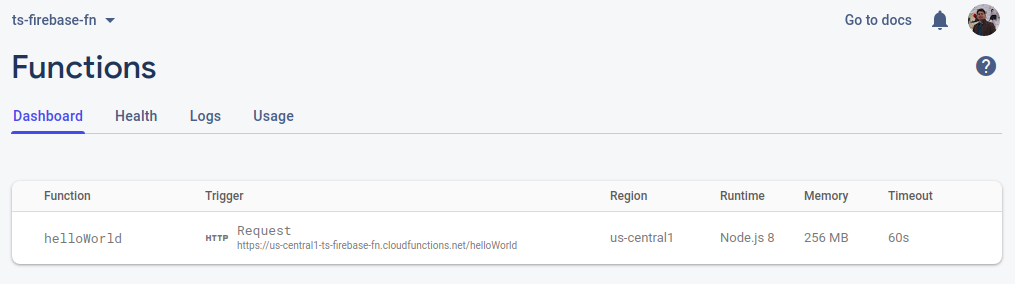 ts-firebase-fn Go to docs
Functions
?
Dashboard Health Logs Usage
Function Trigger Region Runtime Memory Timeout
helloWorld HTTP Request us-central1 Node.js 8 256 MB 60s
https://us-central1-ts-firebase-fn.cloudfunctions.net/helloWorld